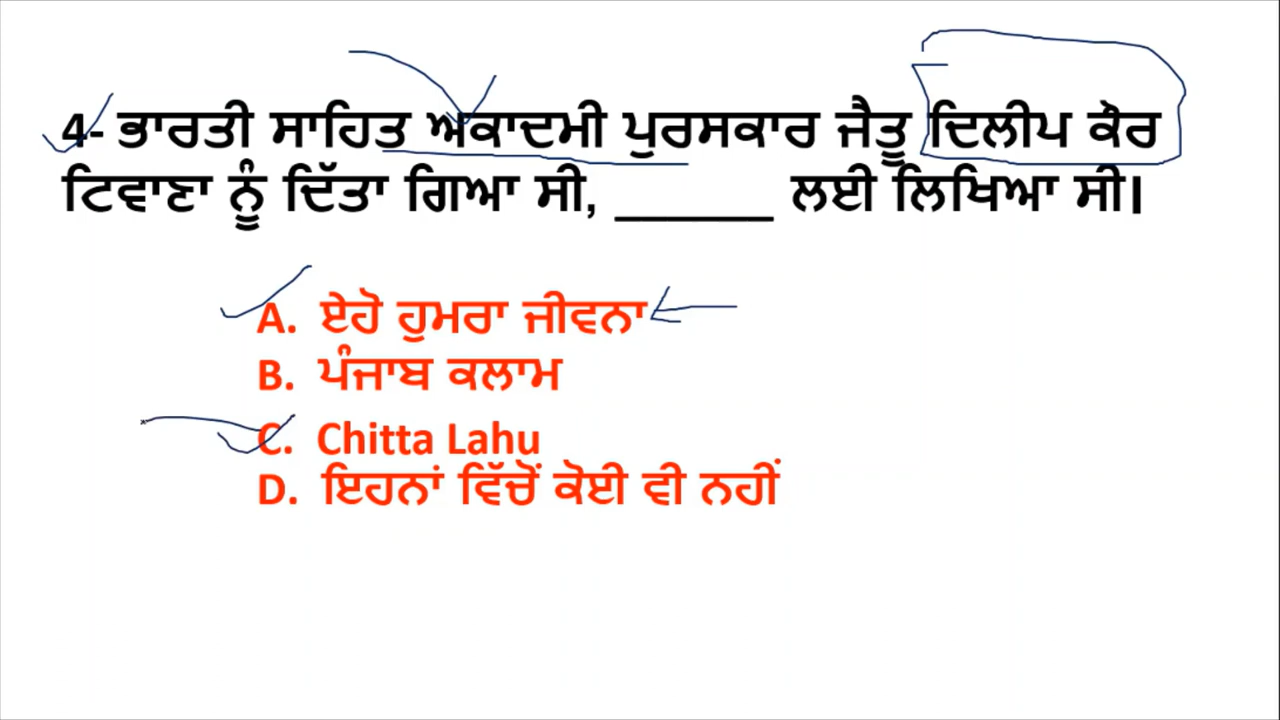 4- ਭਾਰਤੀ ਸਾਹਿਤ ਅਕਾਦਮੀ ਪੁਰਸਕਾਰ ਜੈਤੂ ਦਿਲੀਪ ਕੋਰ
ਟਿਵਾਣਾ ਨੂੰ ਦਿੱਤਾ ਗਿਆ ਸੀ, ______ ਲਈ ਲਿਖਿਆ ਸੀ।
A. ਏਹੋ ਹੁਮਰਾ ਜੀਵਨਾ
B. ਪੰਜਾਬ ਕਲਾਮ
C. Chitta Lahu
D. ਇਹਨਾਂ ਵਿੱਚੋਂ ਕੋਈ ਵੀ ਨਹੀਂ